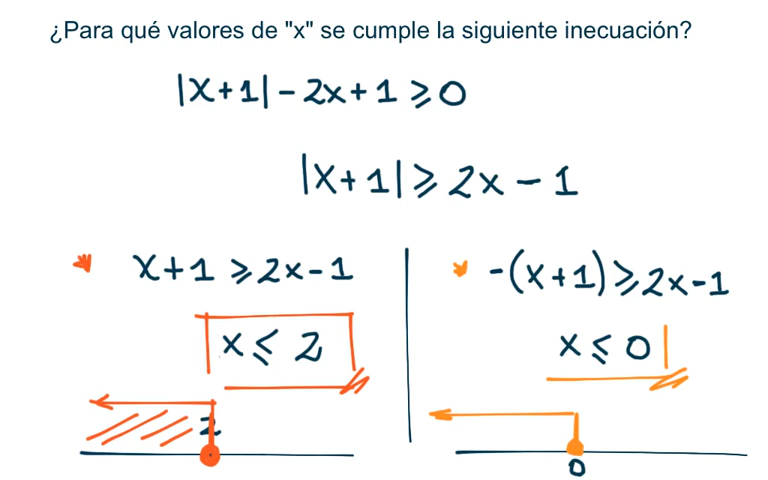 ¿Para qué valores de "x" se cumple la siguiente inecuación?
|x+1| - 2x + 1 ⩾ 0
|x+1| ⩾ 2x - 1
x+1 ⩾ 2x-1
-(x+1) ⩾ 2x-1
x ⩽ 2
x ⩽ 0
2
0